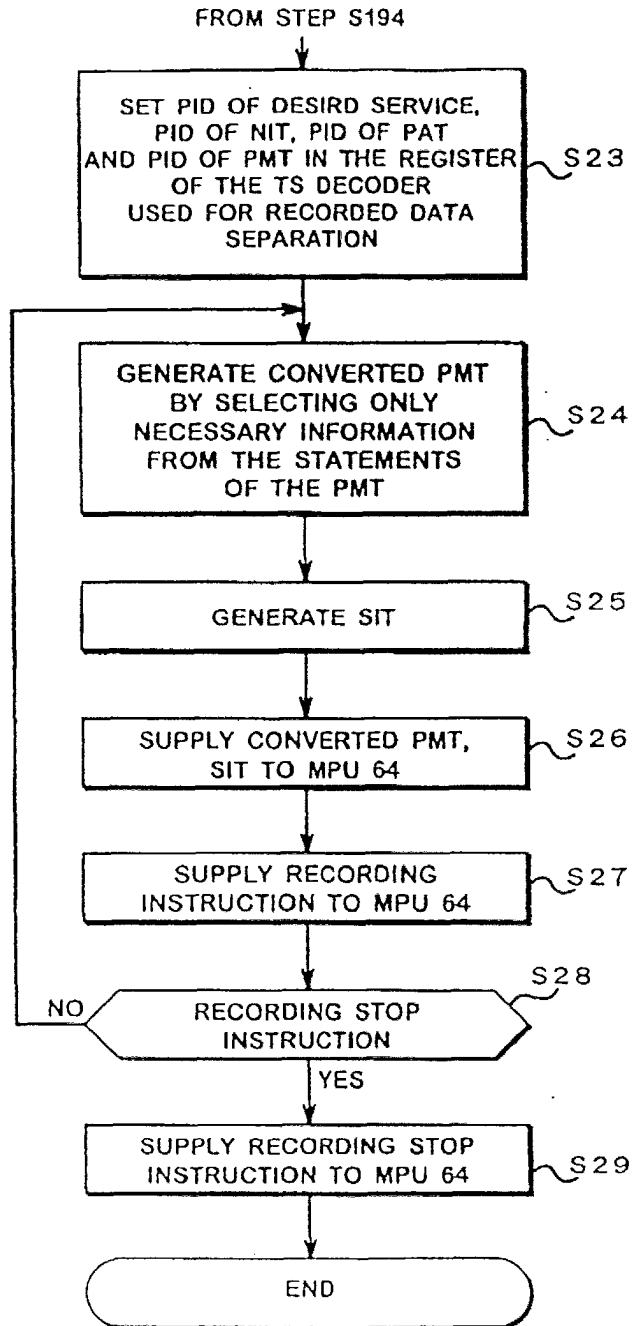 FROM STEP S194
SET PID OF DESIRD SERVICE,
PID OF NIT, PID OF PAT
AND PID OF PMT IN THE REGISTER
OF THE TS DECODER
USED FOR RECORDED DATA
SEPARATION
S23
GENERATE CONVERTED PMT
BY SELECTING ONLY
NECESSARY INFORMATION
FROM THE STATEMENTS
OF THE PMT
S24
GENERATE SIT
S25
SUPPLY CONVERTED PMT,
SIT TO MPU 64
S26
SUPPLY RECORDING
INSTRUCTION TO MPU 64
S27
S28
NO
RECORDING STOP
INSTRUCTION
YES
SUPPLY RECORDING STOP
INSTRUCTION TO MPU 64
S29
END